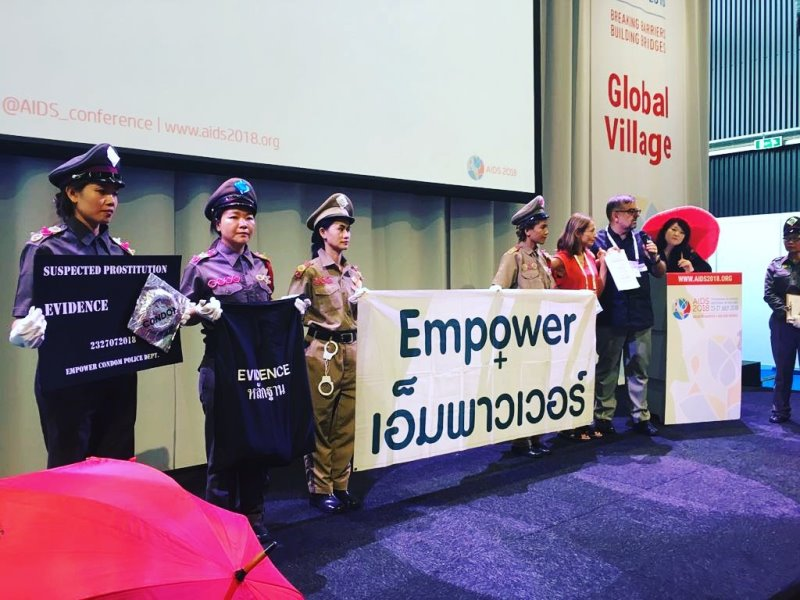 BREAKING BARRIERS
BUILDING BRIDGES
Global
Village
@AIDS_conference | www.aids2018.org
AIDS 2018
SUSPECTED PROSTITUTION
EVIDENCE
2327072018
EMPOWER CONDOM POLICE DEPT.
CONDOM
EVIDENCE
หลักฐาน
Empower
+
เอ็มพาวเวอร์
WWW.AIDS2018.ORG
AIDS
2018